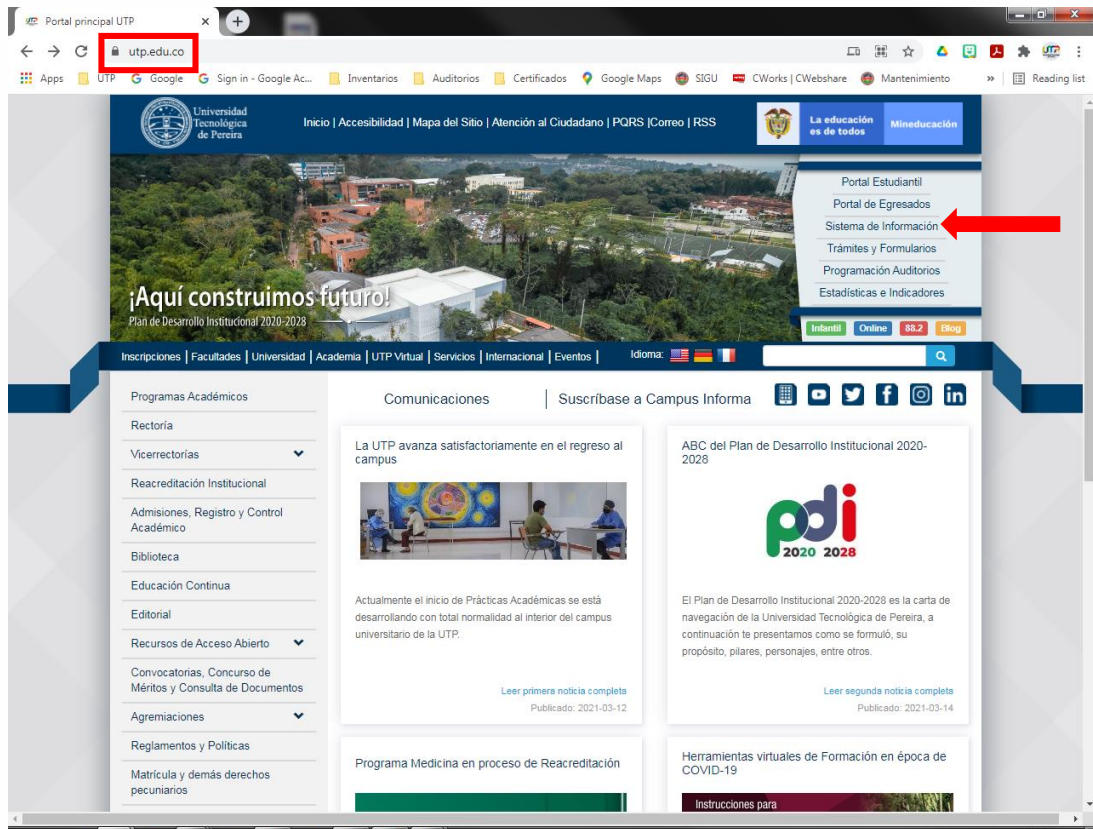 Portal principal UTP
utp.edu.co
Apps UTP Google Sign in - Google Ac... Inventarios Auditorios Certificados Google Maps SIGU CWorks | CWebshare Mantenimiento » Reading list
Universidad
Tecnológica
de Pereira
Inicio | Accesibilidad | Mapa del Sitio | Atención al Ciudadano | PQRS |Correo | RSS
La educación
es de todos
Mineducación
Portal Estudiantil
Portal de Egresados
Sistema de Información
Trámites y Formularios
Programación Auditorios
Estadísticas e Indicadores
¡Aquí construimos futuro!
Plan de Desarrollo Institucional 2020-2028
Infantil Online 88.2 Blog
Inscripciones | Facultades | Universidad | Academia | UTP Virtual | Servicios | Internacional | Eventos | Idioma:
Programas Académicos
Rectoría
Vicerrectorías
Reacreditación Institucional
Admisiones, Registro y Control
Académico
Biblioteca
Educación Continua
Editorial
Recursos de Acceso Abierto
Convocatorias, Concurso de
Méritos y Consulta de Documentos
Agremiaciones
Reglamentos y Políticas
Matrícula y demás derechos
pecuniarios
Comunicaciones | Suscríbase a Campus Informa
La UTP avanza satisfactoriamente en el regreso al
campus
Actualmente el inicio de Prácticas Académicas se está
desarrollando con total normalidad al interior del campus
universitario de la UTP.
Leer primera noticia completa
Publicado: 2021-03-12
ABC del Plan de Desarrollo Institucional 2020-
2028
pdi
2020 2028
El Plan de Desarrollo Institucional 2020-2028 es la carta de
navegación de la Universidad Tecnológica de Pereira, a
continuación te presentamos como se formuló, su
propósito, pilares, personajes, entre otros.
Leer segunda noticia completa
Publicado: 2021-03-14
Programa Medicina en proceso de Reacreditación
Herramientas virtuales de Formación en época de
COVID-19
Instrucciones para